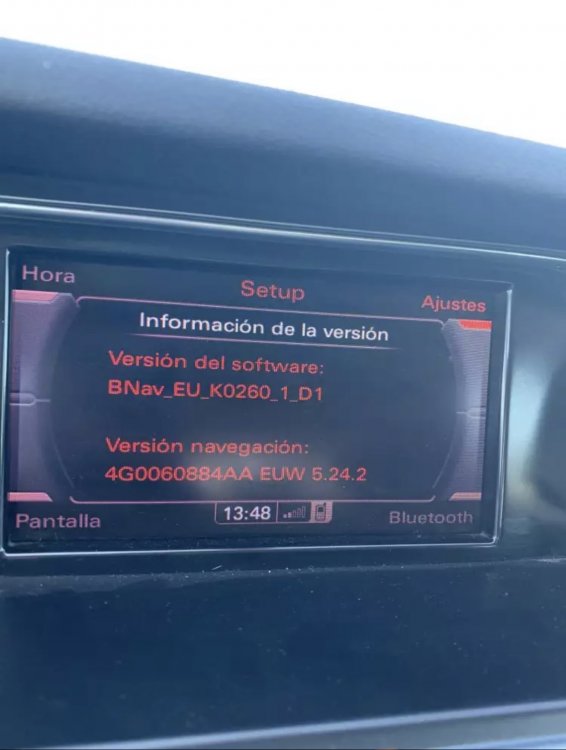 Hora
Setup
Ajustes
Información de la versión
Versión del software:
BNav_EU_K0260_1_D1
Versión navegación:
4G0060884AA EUW 5.24.2
Pantalla
13:48
Bluetooth